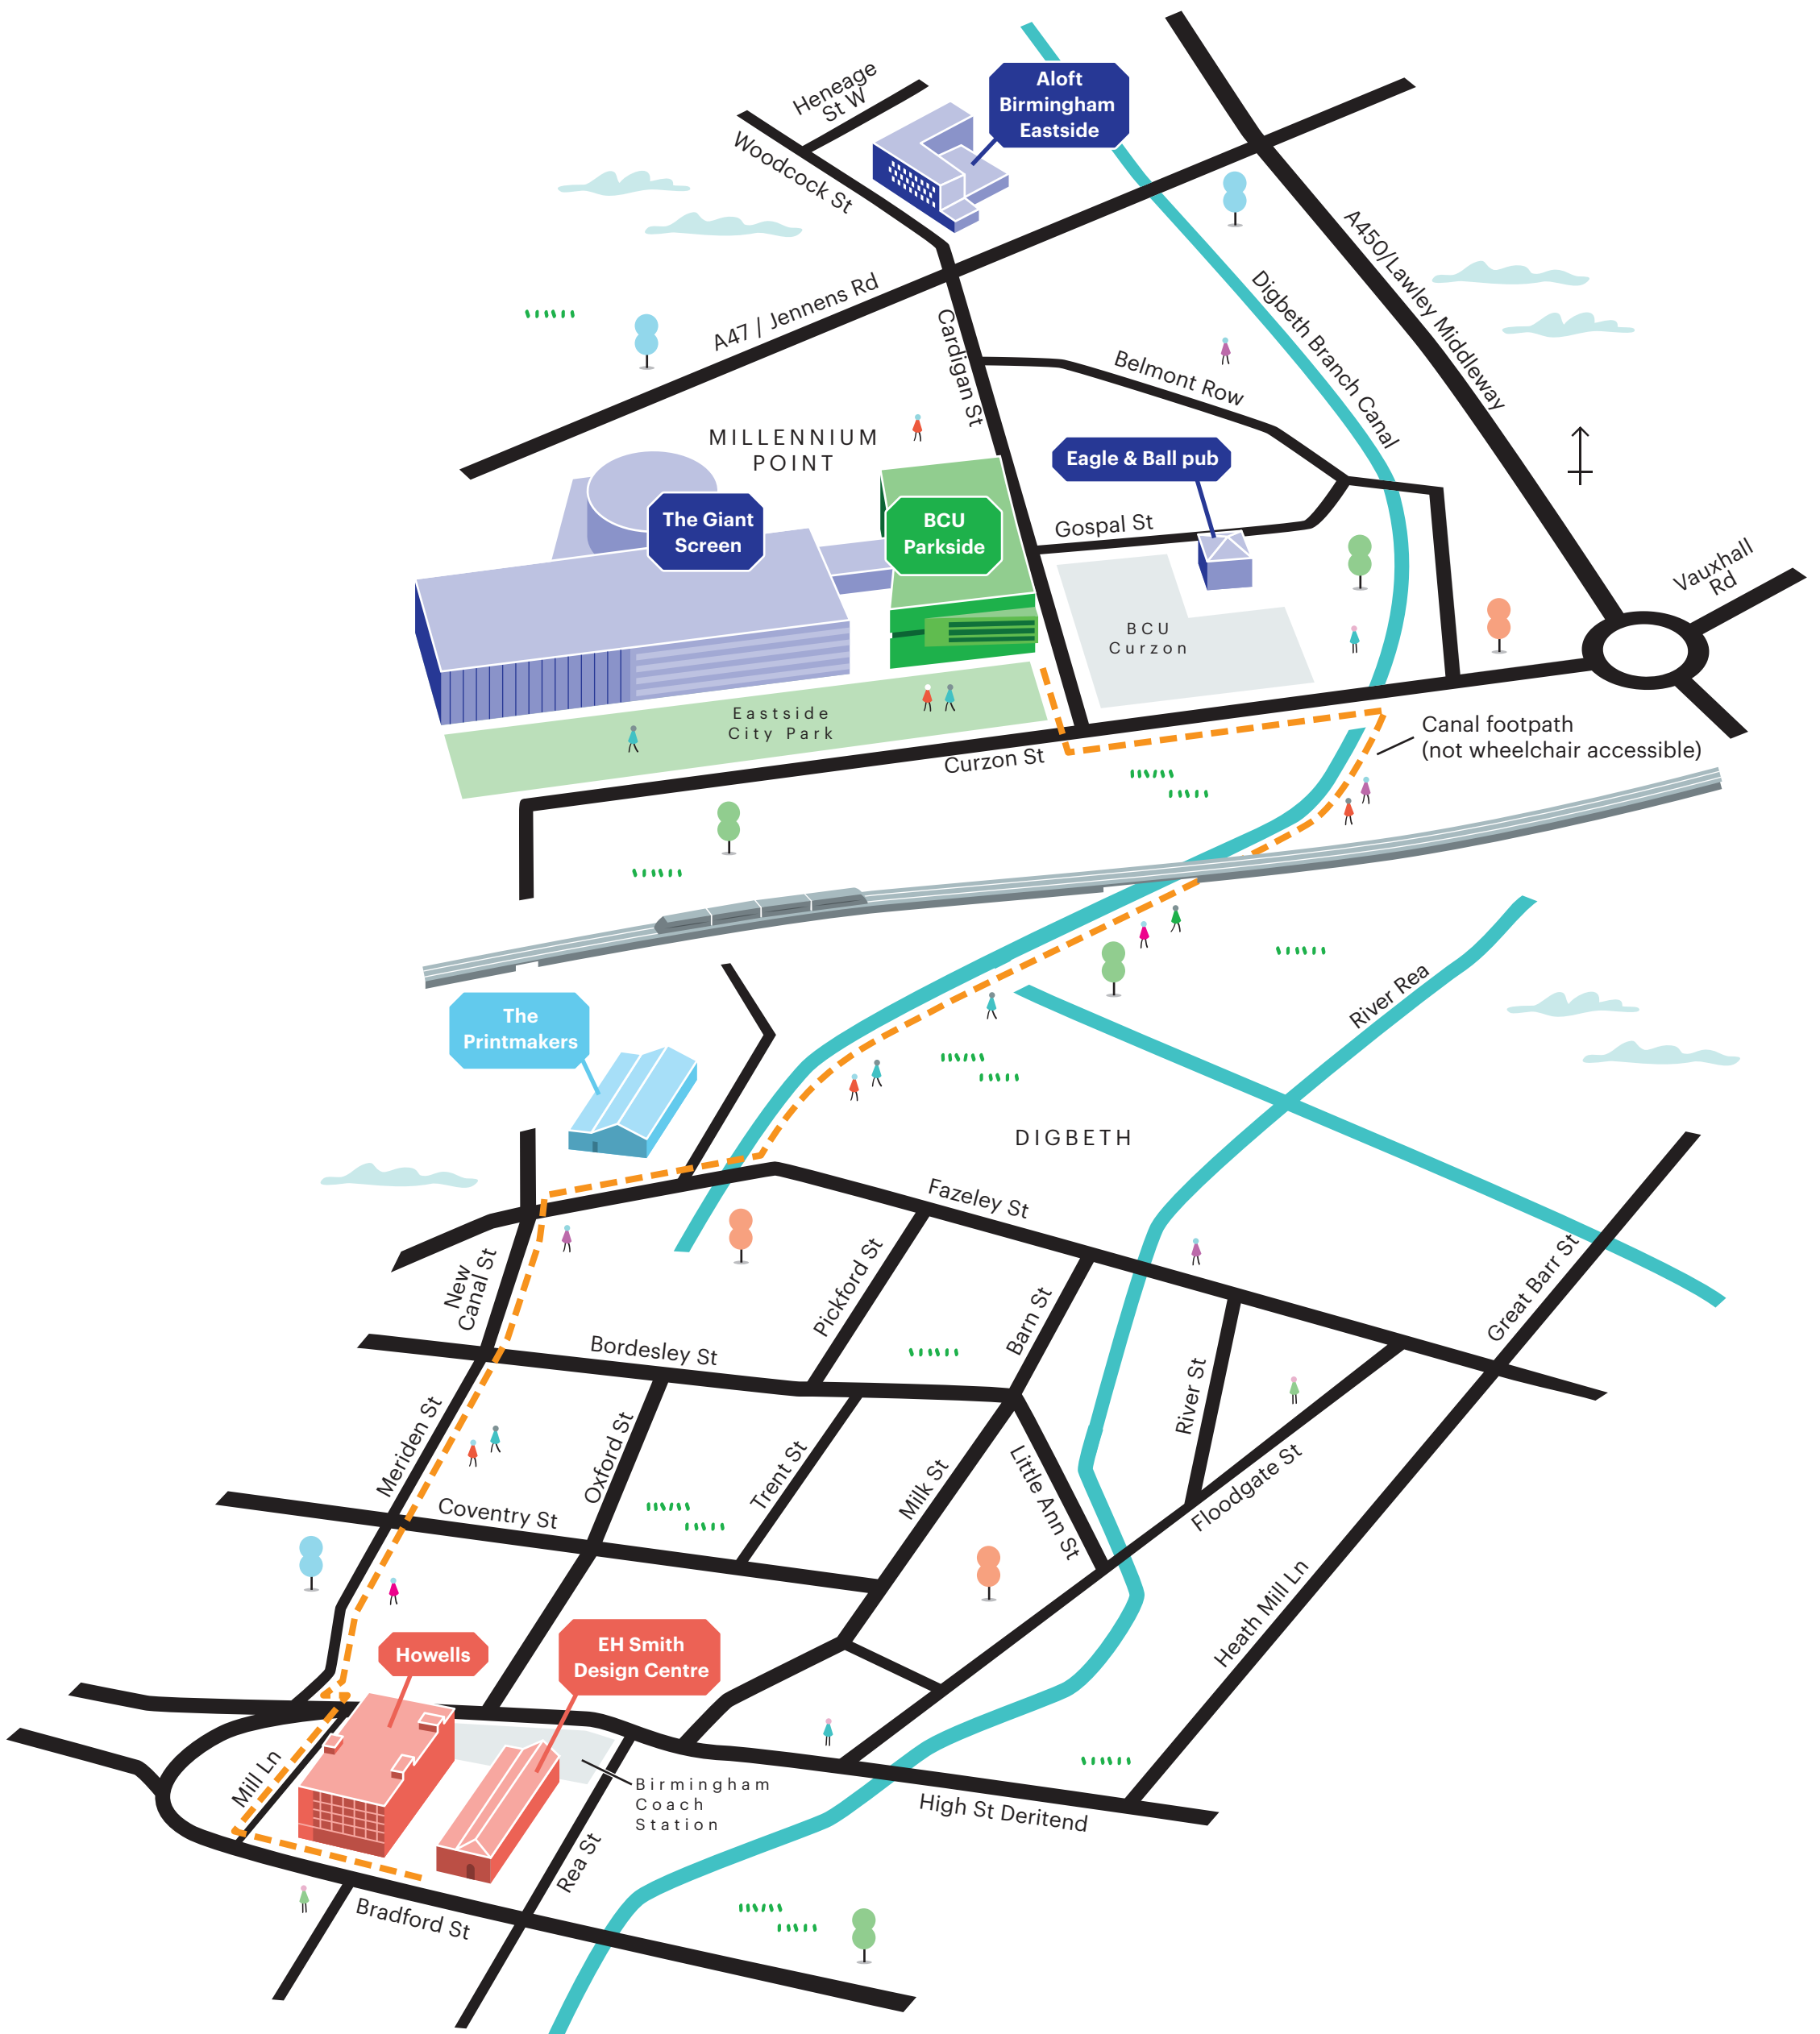 Heneage
St W
Aloft
Birmingham
Eastside
Woodcock St
A450/Lawley Middleway
A47 / Jennens Rd
Digbeth Branch Canal
Cardigan St
Belmont Row
MILLENNIUM
POINT
Eagle & Ball pub
The Giant
Screen
BCU
Parkside
Gospal St
Vauxhall
Rd
BCU
Curzon
Eastside
City Park
Canal footpath
(not wheelchair accessible)
Curzon St
River Rea
The
Printmakers
DIGBETH
Fazeley St
New
Canal St
Pickford St
Barn St
Great Barr St
Bordesley St
River St
Meriden St
Oxford St
Trent St
Milk St
Little Ann St
Floodgate St
Coventry St
Heath Mill Ln
Howells
EH Smith
Design Centre
Mill Ln
Birmingham
Coach
Station
High St Deritend
Rea St
Bradford St